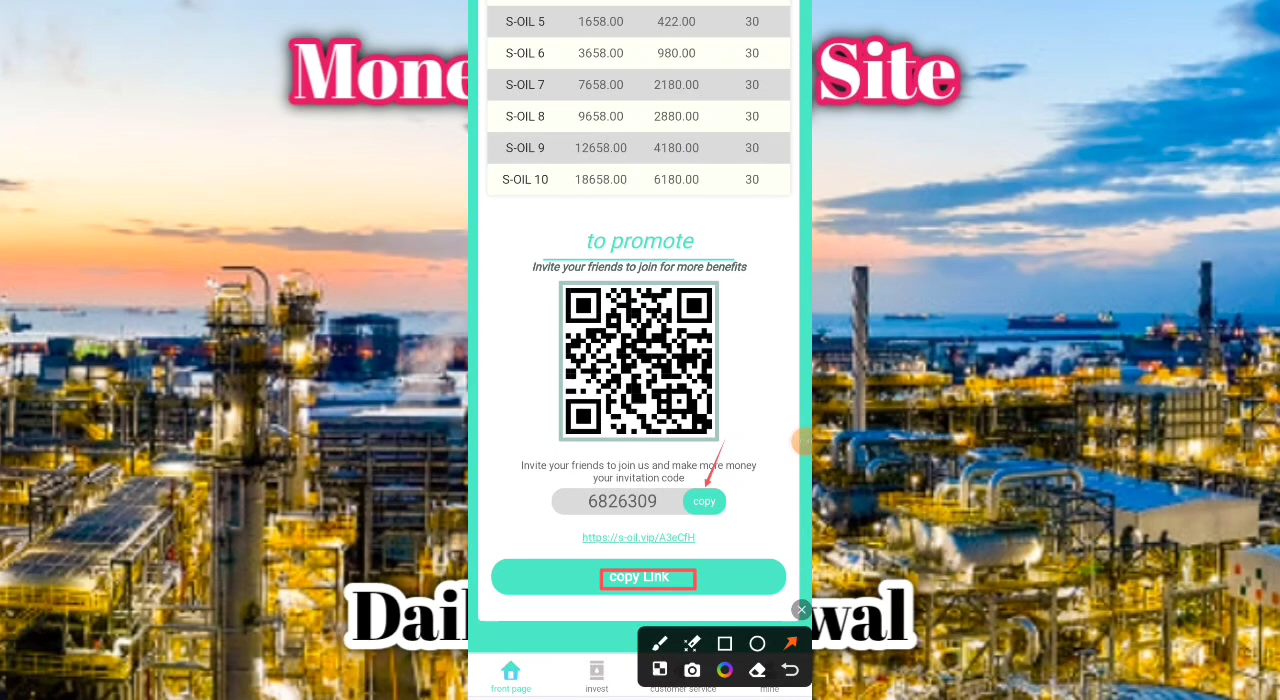 Mone Site
S-OIL 5 1658.00 422.00 30
S-OIL 6 3658.00 980.00 30
S-OIL 7 7658.00 2180.00 30
S-OIL 8 9658.00 2880.00 30
S-OIL 9 12658.00 4180.00 30
S-OIL 10 18658.00 6180.00 30
to promote
Invite your friends to join for more benefits
Invite your friends to join us and make more money
your invitation code
6826309 copy
https://s-oil.vip/A3eCfH
copy Link
Dail wal
front page invest customer service mine